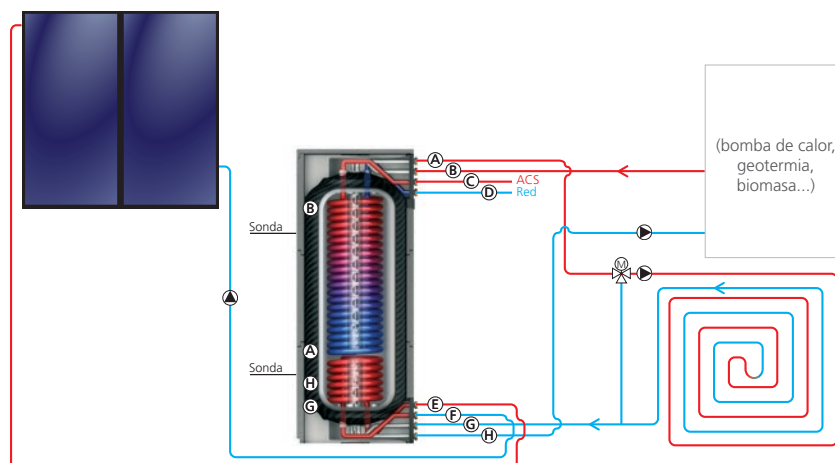 A
B
C
ACS
D
Red
(bomba de calor,
geotermia,
biomasa...)
B
Sonda
M
A
Sonda
H
G
E
F
G
H